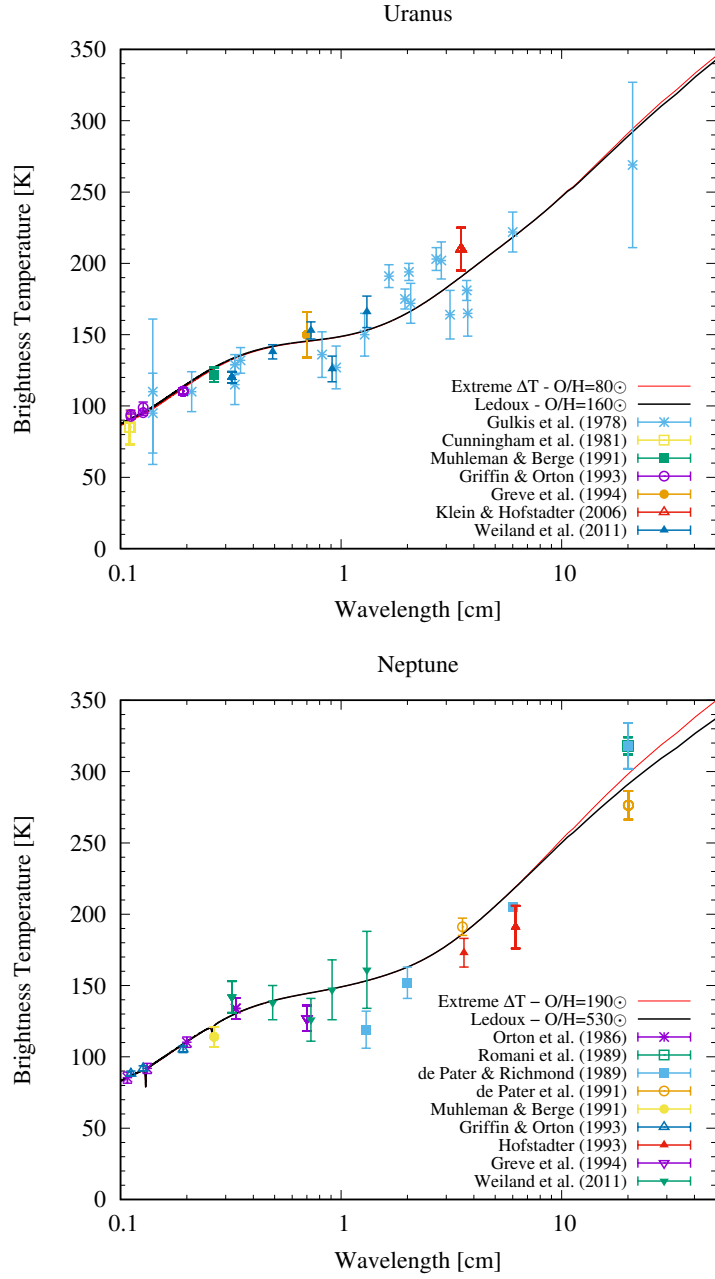 Uranus
Brightness Temperature [K]
350
300
250
200
150
100
50
0
0.1
1
10
Wavelength [cm]
Extreme ΔT - O/H=80☉
Ledoux - O/H=160☉
Gulkis et al. (1978)
Cunningham et al. (1981)
Muhleman & Berge (1991)
Griffin & Orton (1993)
Greve et al. (1994)
Klein & Hofstadter (2006)
Weiland et al. (2011)
Neptune
Brightness Temperature [K]
350
300
250
200
150
100
50
0
0.1
1
10
Wavelength [cm]
Extreme ΔT − O/H=190☉
Ledoux − O/H=530☉
Orton et al. (1986)
Romani et al. (1989)
de Pater & Richmond (1989)
de Pater et al. (1991)
Muhleman & Berge (1991)
Griffin & Orton (1993)
Hofstadter (1993)
Greve et al. (1994)
Weiland et al. (2011)